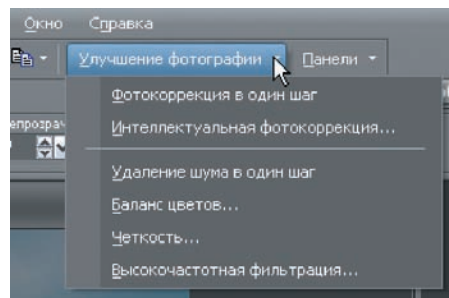 Окно Справка
Улучшение фотографии Панели
Фотокоррекция в один шаг
Интеллектуальная фотокоррекция...
Удаление шума в один шаг
Баланс цветов...
Четкость...
Высокочастотная фильтрация...